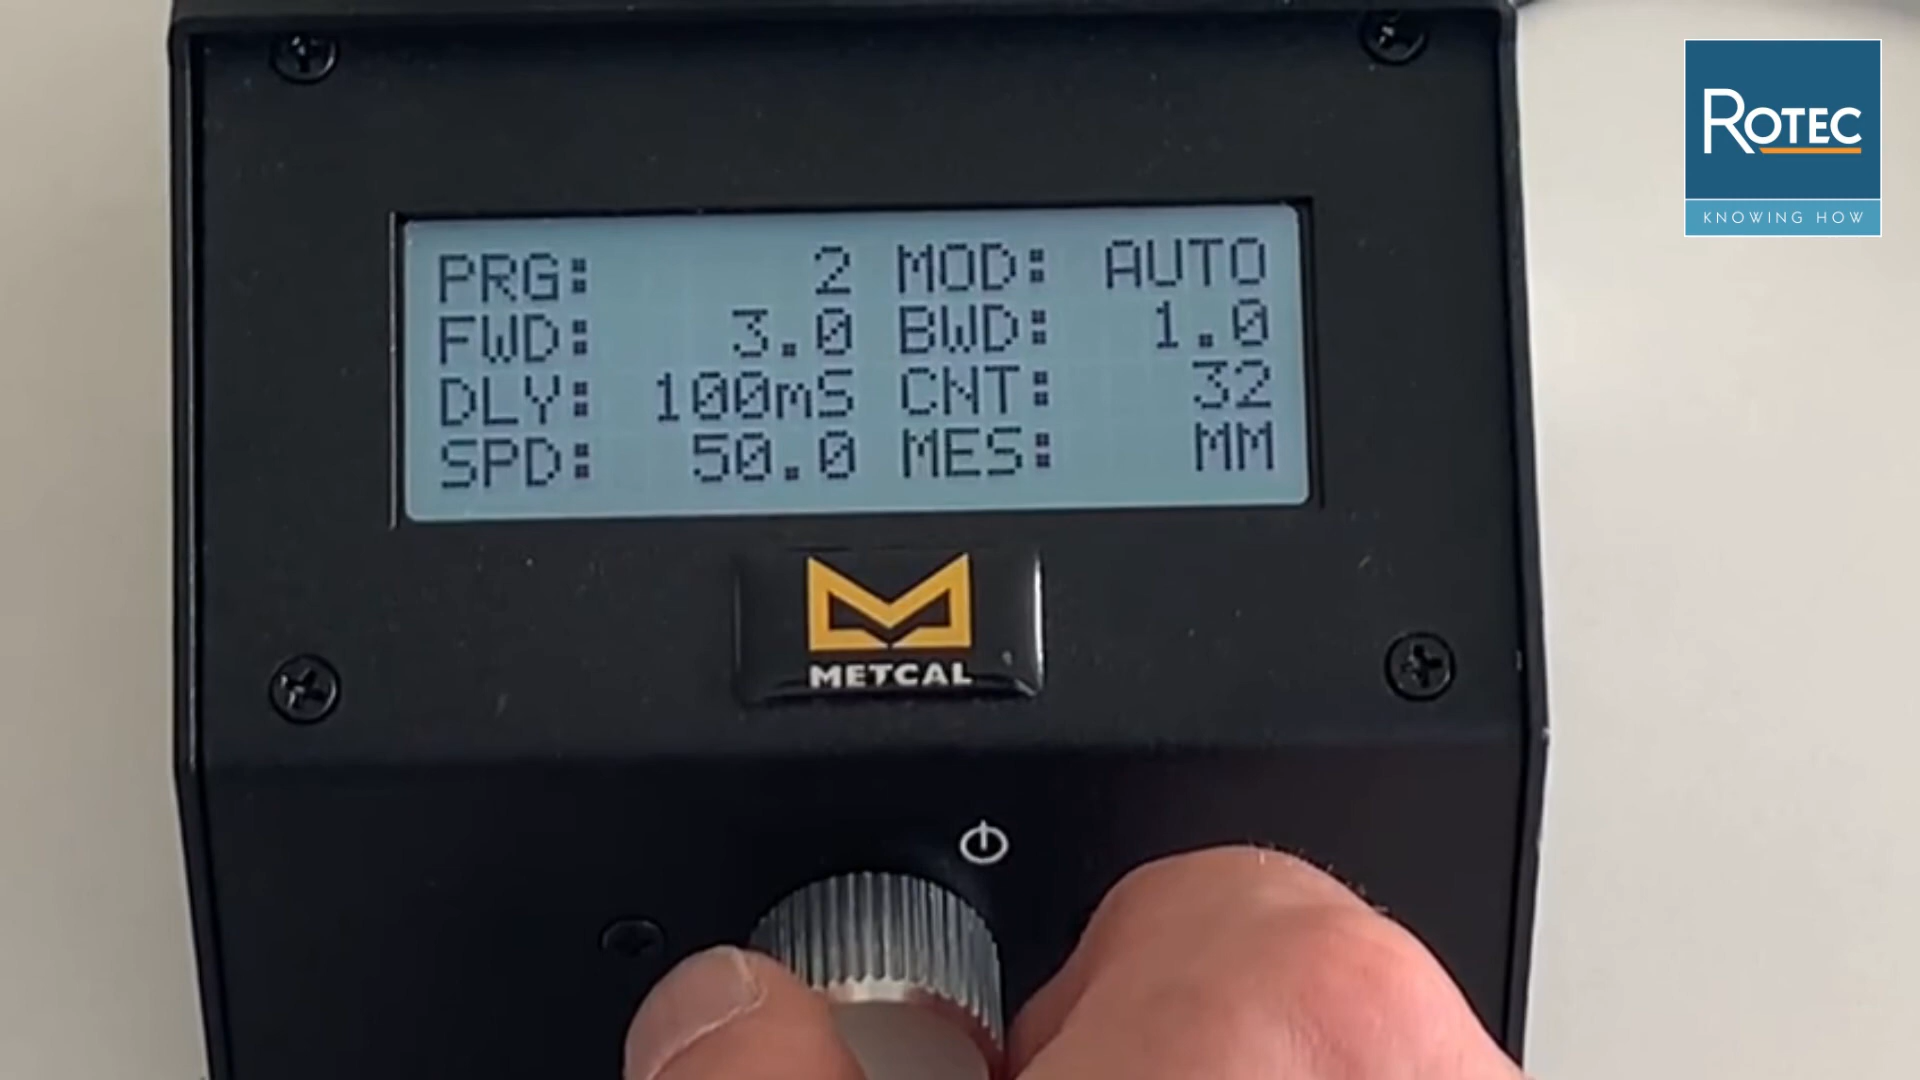 PRG: 2 MOD: AUTO
FWD: 3.0 BWD: 1.0
DLY: 100mS CNT: 32
SPD: 50.0 MES: MM
METCAL
ROTEC
KNOWING HOW